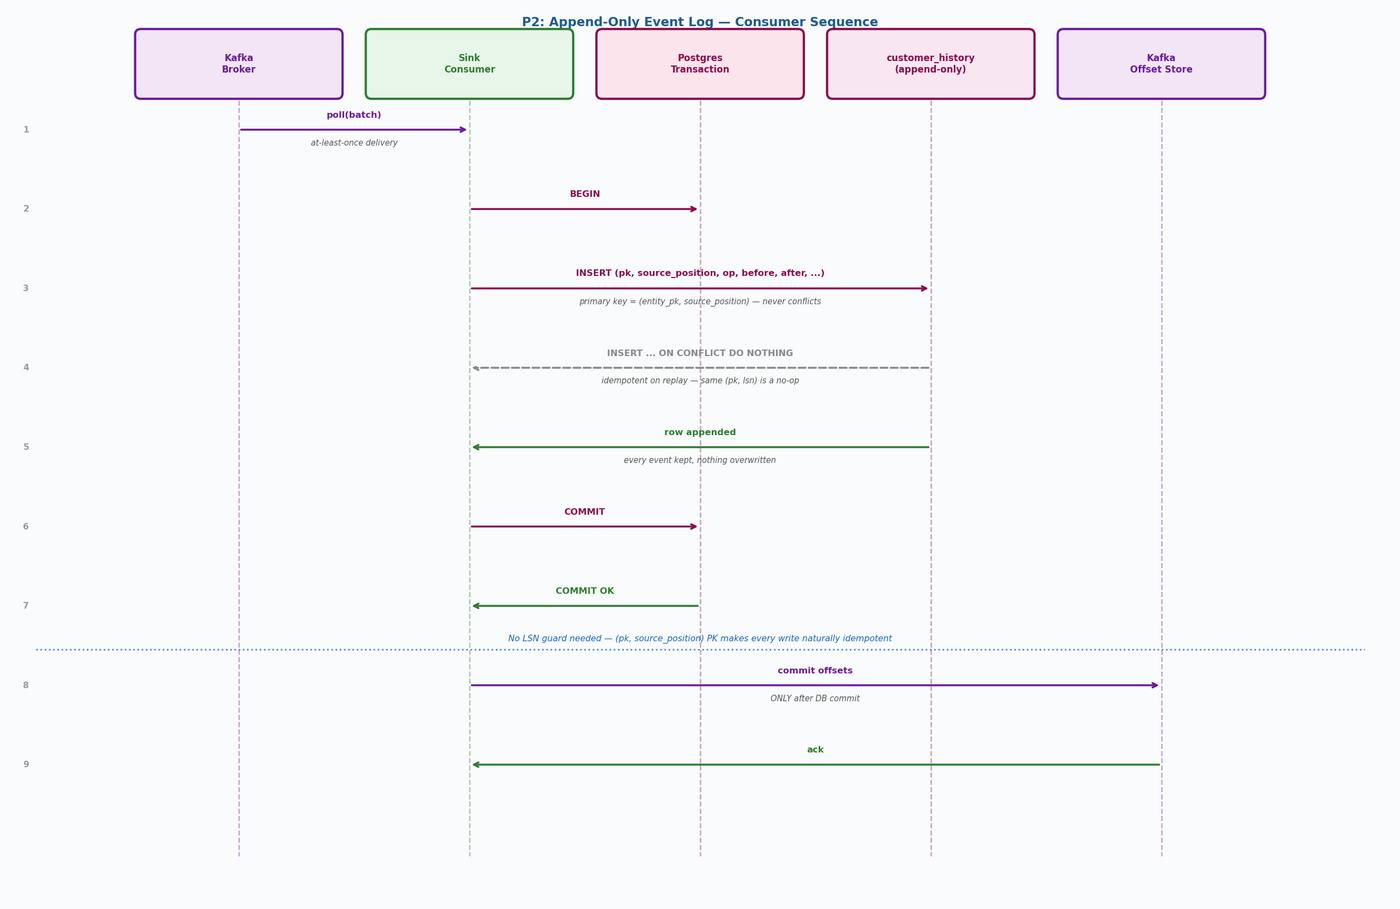 P2: Append-Only Event Log — Consumer Sequence
Kafka
Broker
Sink
Consumer
Postgres
Transaction
customer_history
(append-only)
Kafka
Offset Store
1
poll(batch)
at-least-once delivery
2
BEGIN
3
INSERT (pk, source_position, op, before, after, ...)
primary key = (entity_pk, source_position) — never conflicts
4
INSERT ... ON CONFLICT DO NOTHING
idempotent on replay — same (pk, lsn) is a no-op
5
row appended
every event kept, nothing overwritten
6
COMMIT
7
COMMIT OK
No LSN guard needed — (pk, source_position) PK makes every write naturally idempotent
8
commit offsets
ONLY after DB commit
9
ack